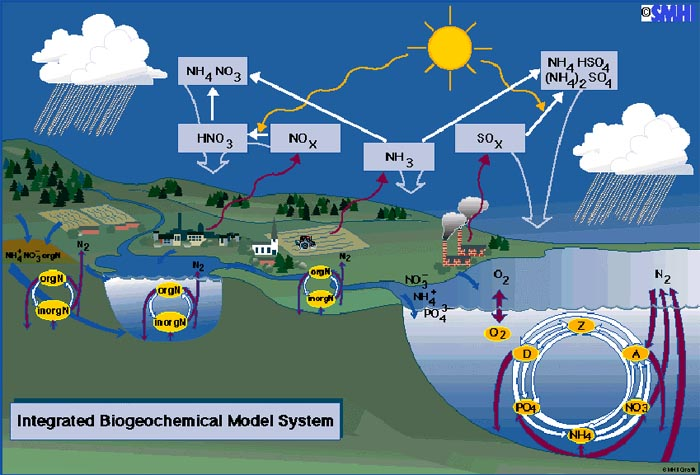 © SMHI
NH4 NO3
NH4 HSO4
(NH4)2 SO4
HNO3
NOX
NH3
SOX
NH4+ NO3- orgN
N2
orgN
inorgN
N2
orgN
inorgN
N2
orgN
inorgN
NO3-
NH4+
PO43-
O2
N2
O2
Z
D
A
PO4
NO3
NH4
Integrated Biogeochemical Model System